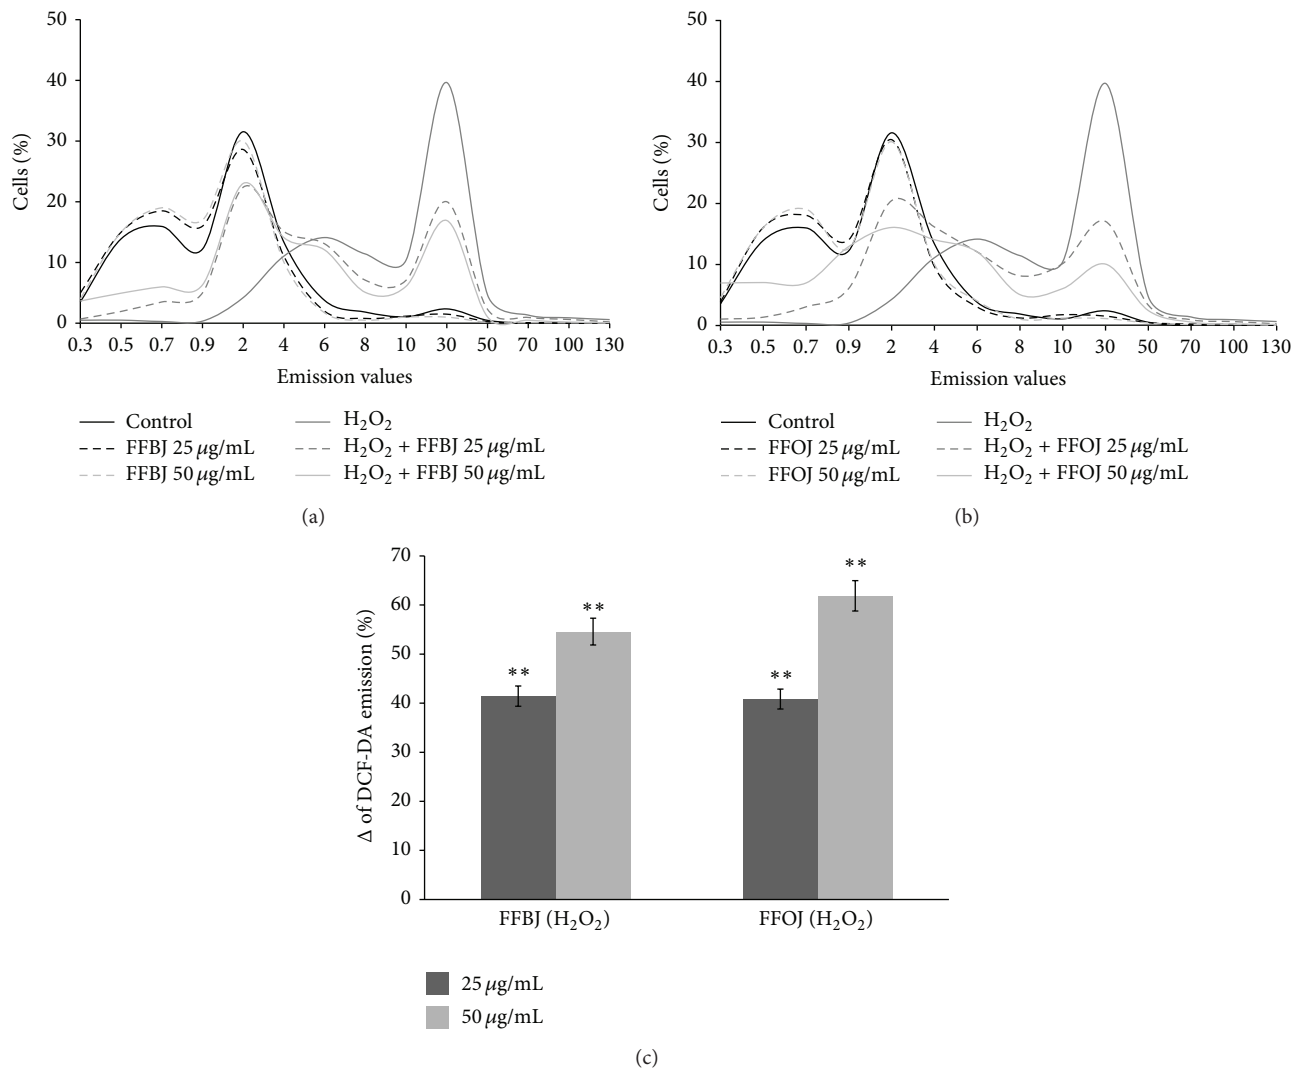 50
40
30
20
10
0
Cells (%)
0.3 0.5 0.7 0.9 2 4 6 8 10 30 50 70 100 130
Emission values
Control
FFBJ 25 μg/mL
FFBJ 50 μg/mL
H₂O₂
H₂O₂ + FFBJ 25 μg/mL
H₂O₂ + FFBJ 50 μg/mL
(a)
50
40
30
20
10
0
Cells (%)
0.3 0.5 0.7 0.9 2 4 6 8 10 30 50 70 100 130
Emission values
Control
FFOJ 25 μg/mL
FFOJ 50 μg/mL
H₂O₂
H₂O₂ + FFOJ 25 μg/mL
H₂O₂ + FFOJ 50 μg/mL
(b)
70
60
50
40
30
20
10
0
Δ of DCF-DA emission (%)
**
**
**
**
FFBJ (H₂O₂) FFOJ (H₂O₂)
25 μg/mL
50 μg/mL
(c)